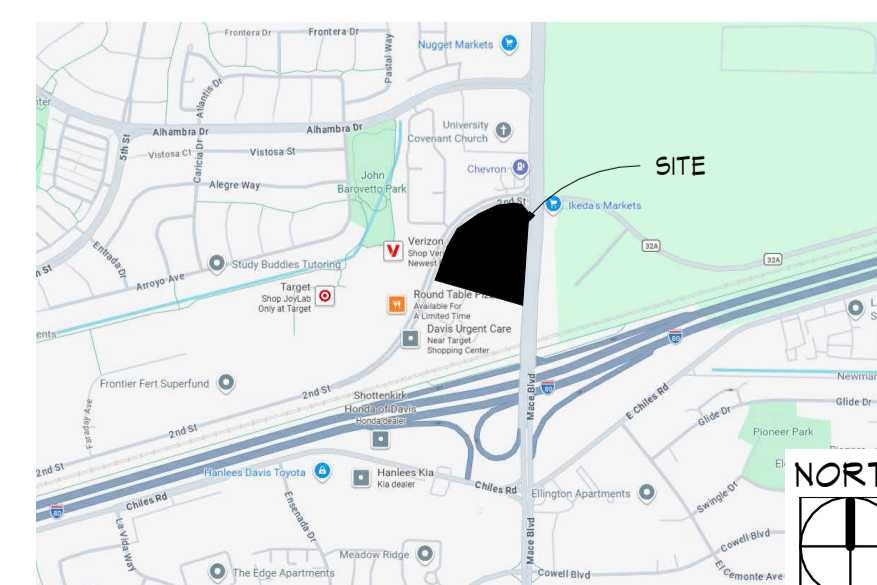 Frontera Dr
Frontera Dr
Nugget Markets
Pastal Way
Atlantis Dr
5th St
Alhambra Dr
Alhambra Dr
University
Covenant Church
Vistosa Ct
Caricia Dr
Vistosa St
Chevron
SITE
Alegre Way
John
Barovetto Park
2nd St
Ikeda's Markets
Entrada Dr
Verizon
Shop
Newest
32A
32A
Study Buddies Tutoring
Arroyo Ave
Target
Shop JoyLab
Only at Target
Round Table
Available For
A Limited Time
Davis Urgent Care
Near Target
Shopping Center
80
Frontier Fert Superfund
2nd St
Shottenkirk
Honda of Davis
Honda dealer
Mace Blvd
80
E Chiles Rd
Newmar
Glide Dr
Glide Dr
Faraday Ave
2nd St
Pioneer Park
2nd St
Hanlees Davis Toyota
Hanlees Kia
Kia dealer
Chiles Rd
Ellington Apartments
NORT
80
Chiles Rd
Ensenada Dr
Swingle Dr
La Vida Way
Mace Blvd
Cowell Blvd
Meadow Ridge
The Edge Apartments
Cowell Blvd
El Cemonte Ave